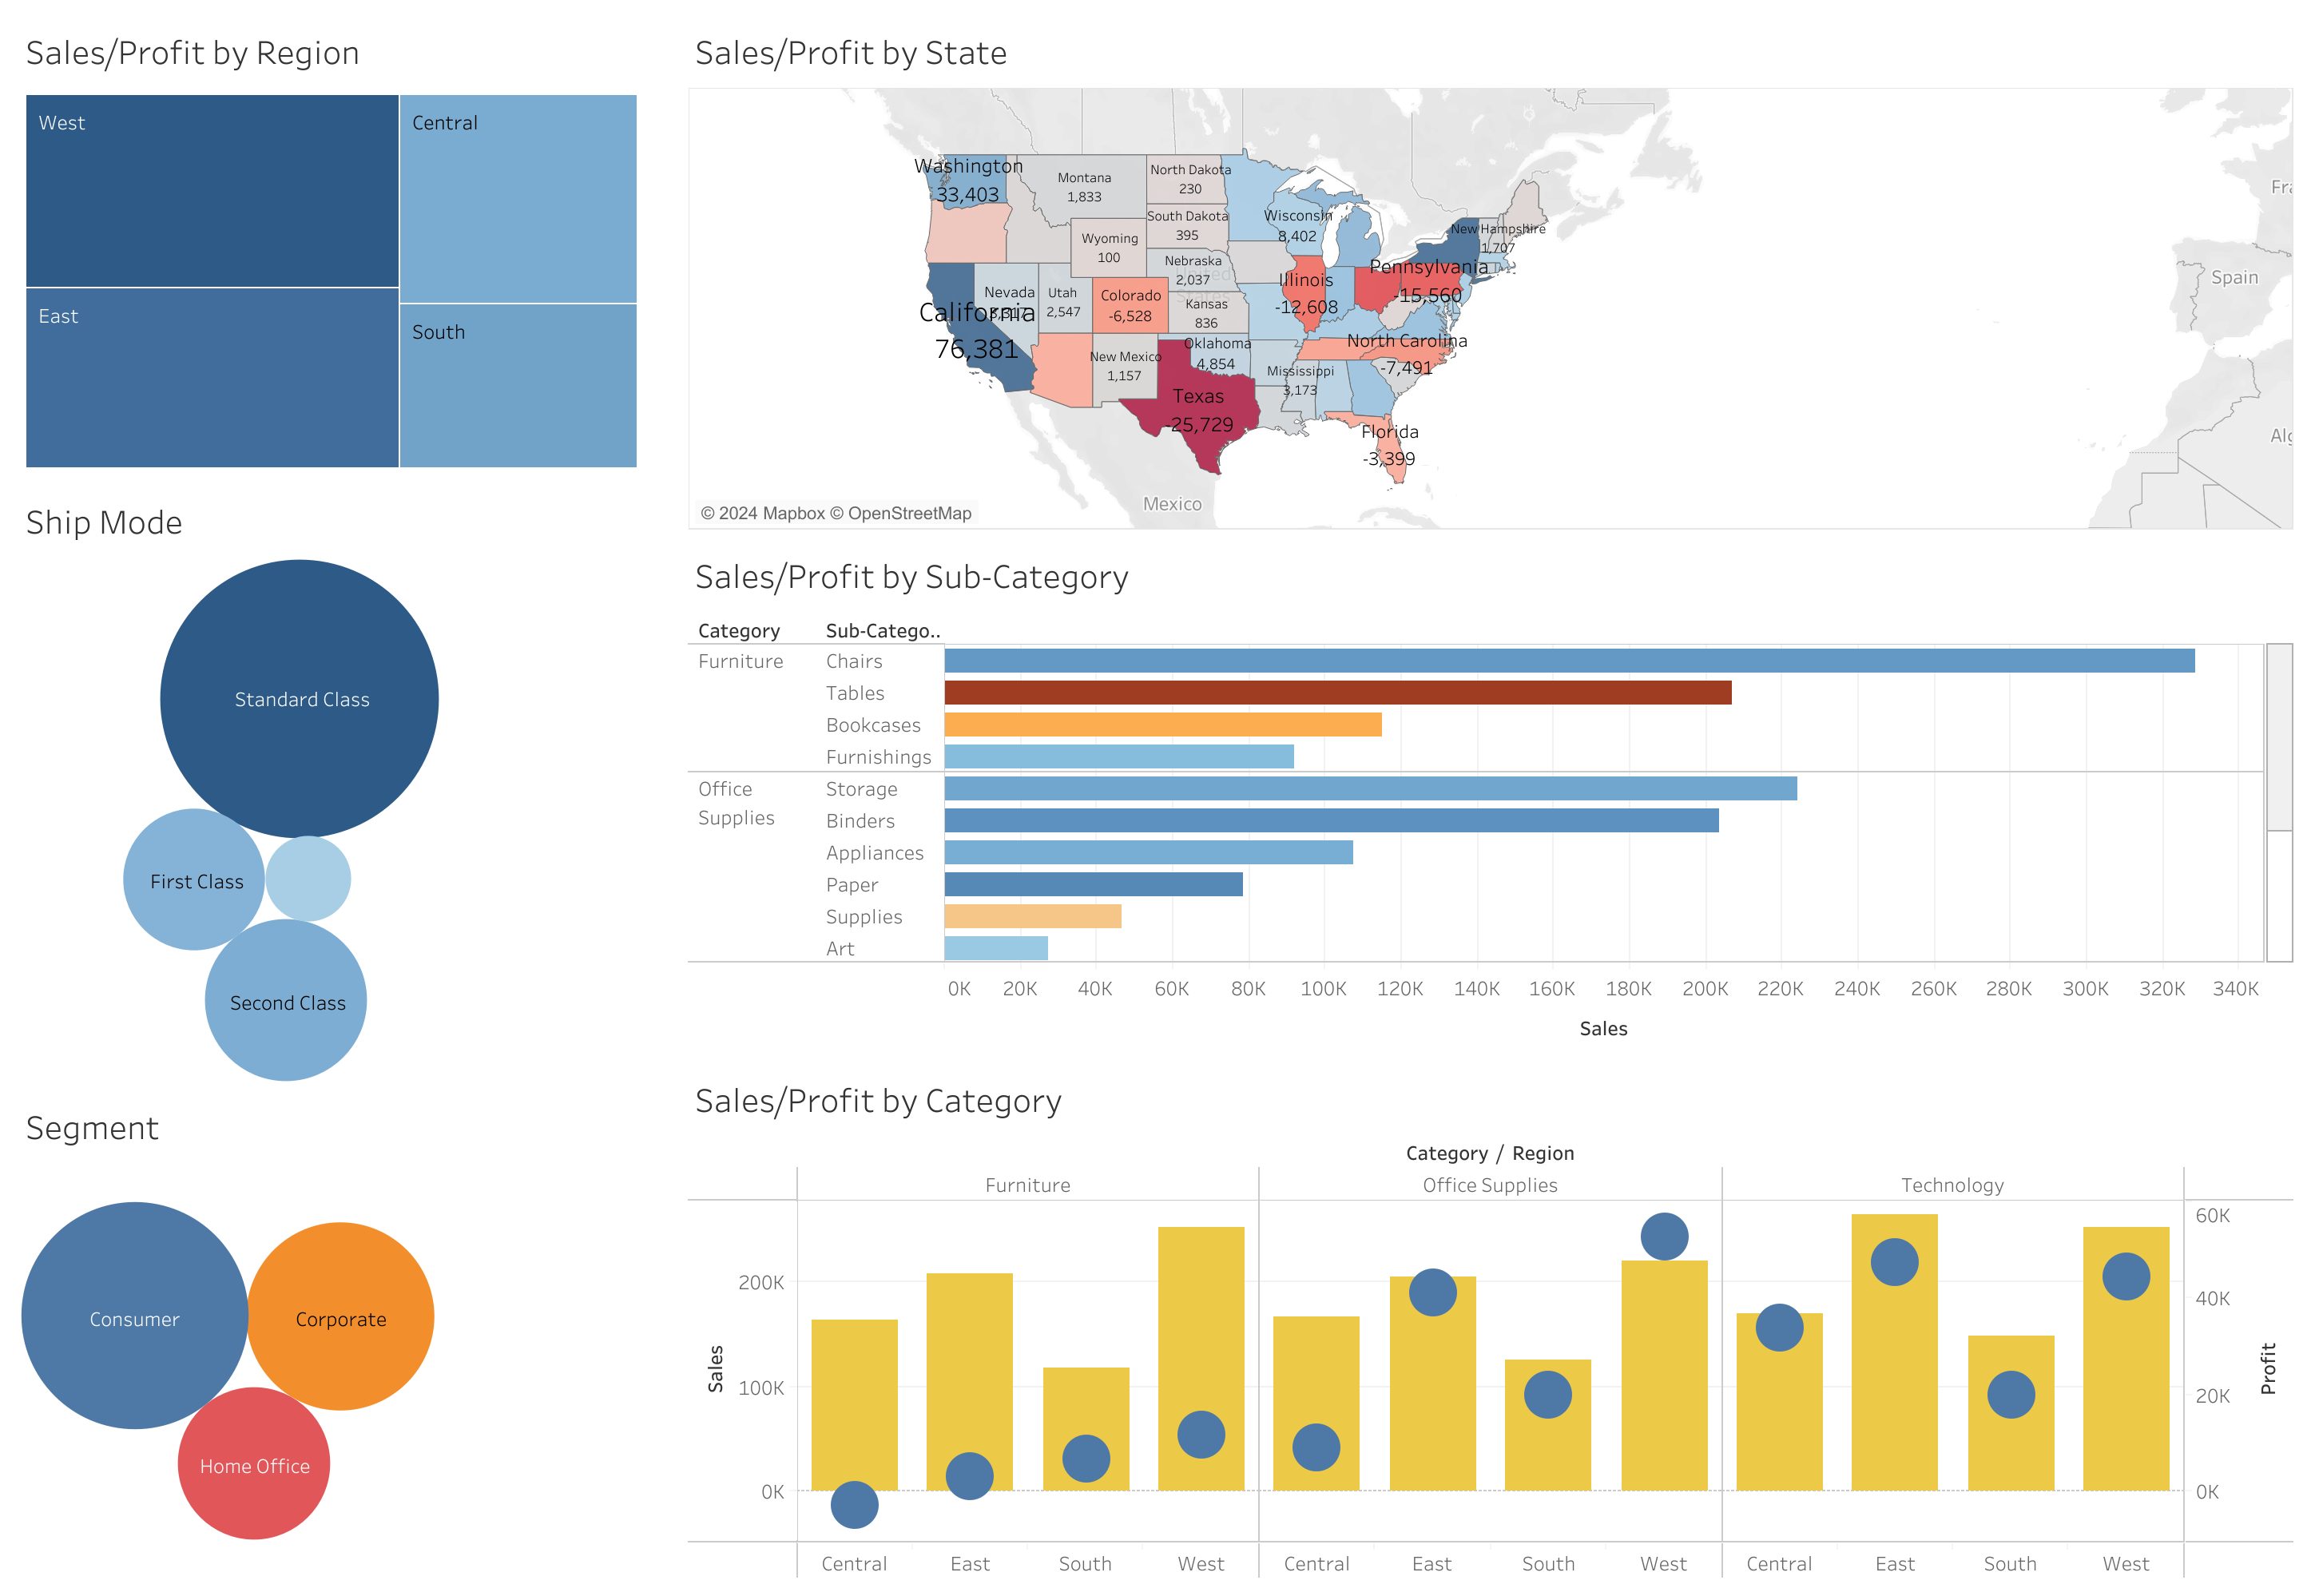 Sales/Profit by Region
West
Central
East
South
Sales/Profit by State
Washington
33,403
Montana
1,833
North Dakota
230
South Dakota
395
Wisconsin
8,402
New Hampshire
1,707
Wyoming
100
Nebraska
2,037
United
States
Illinois
-12,608
Pennsylvania
-15,560
Nevada
3,317
Utah
2,547
Colorado
-6,528
Kansas
836
California
76,381
New Mexico
1,157
Oklahoma
4,854
North Carolina
-7,491
Mississippi
3,173
Texas
-25,729
Florida
-3,399
Mexico
Spain
© 2024 Mapbox © OpenStreetMap
Ship Mode
Standard Class
First Class
Second Class
Sales/Profit by Sub-Category
Category Sub-Catego..
Furniture Chairs
Tables
Bookcases
Furnishings
Office Storage
Supplies Binders
Appliances
Paper
Supplies
Art
0K 20K 40K 60K 80K 100K 120K 140K 160K 180K 200K 220K 240K 260K 280K 300K 320K 340K
Sales
Segment
Consumer
Corporate
Home Office
Sales/Profit by Category
Category / Region
Furniture Office Supplies Technology
Sales
200K
100K
0K
60K
40K
20K
0K
Profit
Central East South West Central East South West Central East South West